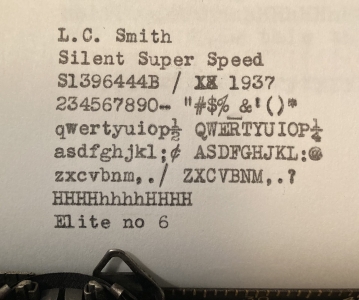 L.C. Smith
Silent Super Speed
S1396444B / XX 1937
234567890- "#$%_&'()*
qwertyuiop½ QWERTYUIOP¼
asdfghjkl;¢ ASDFGHJKL:@
zxcvbnm,./ ZXCVBNM,.?
HHHHhhhhHHHH
Elite no 6